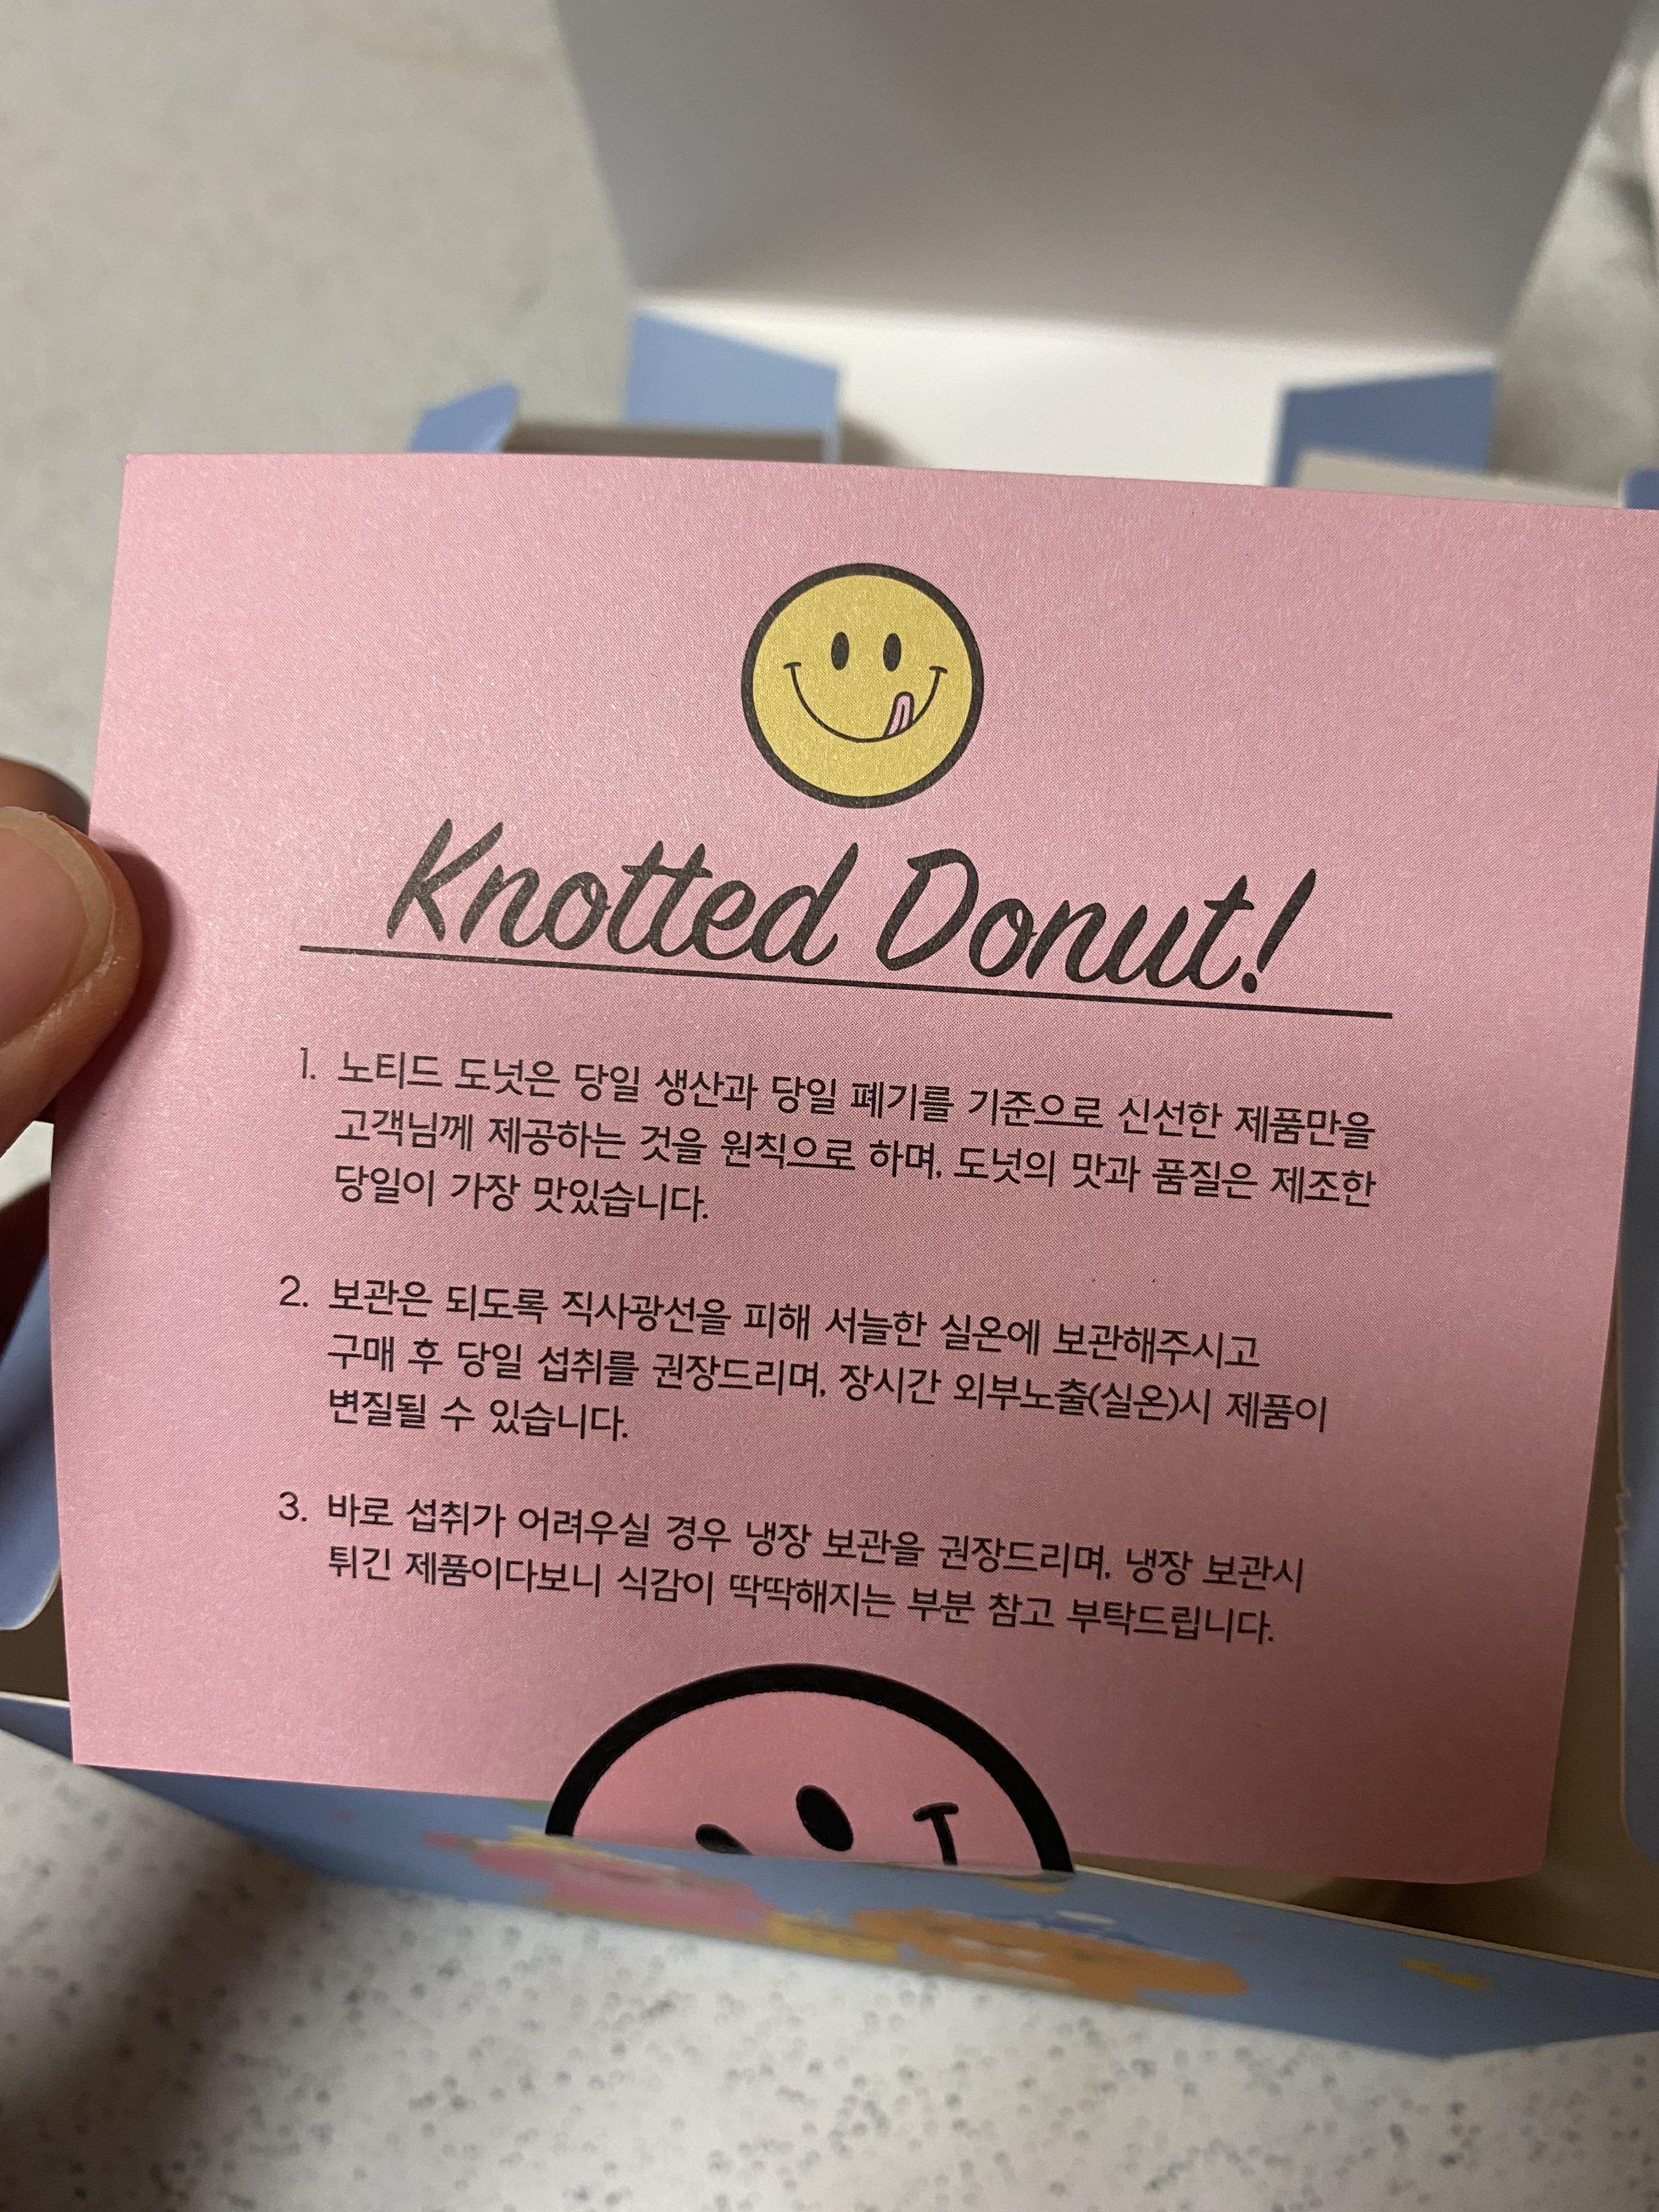 Knotted Donut!
1. 노티드 도넛은 당일 생산과 당일 폐기를 기준으로 신선한 제품만을
고객님께 제공하는 것을 원칙으로 하며, 도넛의 맛과 품질은 제조한
당일이 가장 맛있습니다.
2. 보관은 되도록 직사광선을 피해 서늘한 실온에 보관해주시고
구매 후 당일 섭취를 권장드리며, 장시간 외부노출(실온)시 제품이
변질될 수 있습니다.
3. 바로 섭취가 어려우실 경우 냉장 보관을 권장드리며, 냉장 보관시
튀긴 제품이다보니 식감이 딱딱해지는 부분 참고 부탁드립니다.